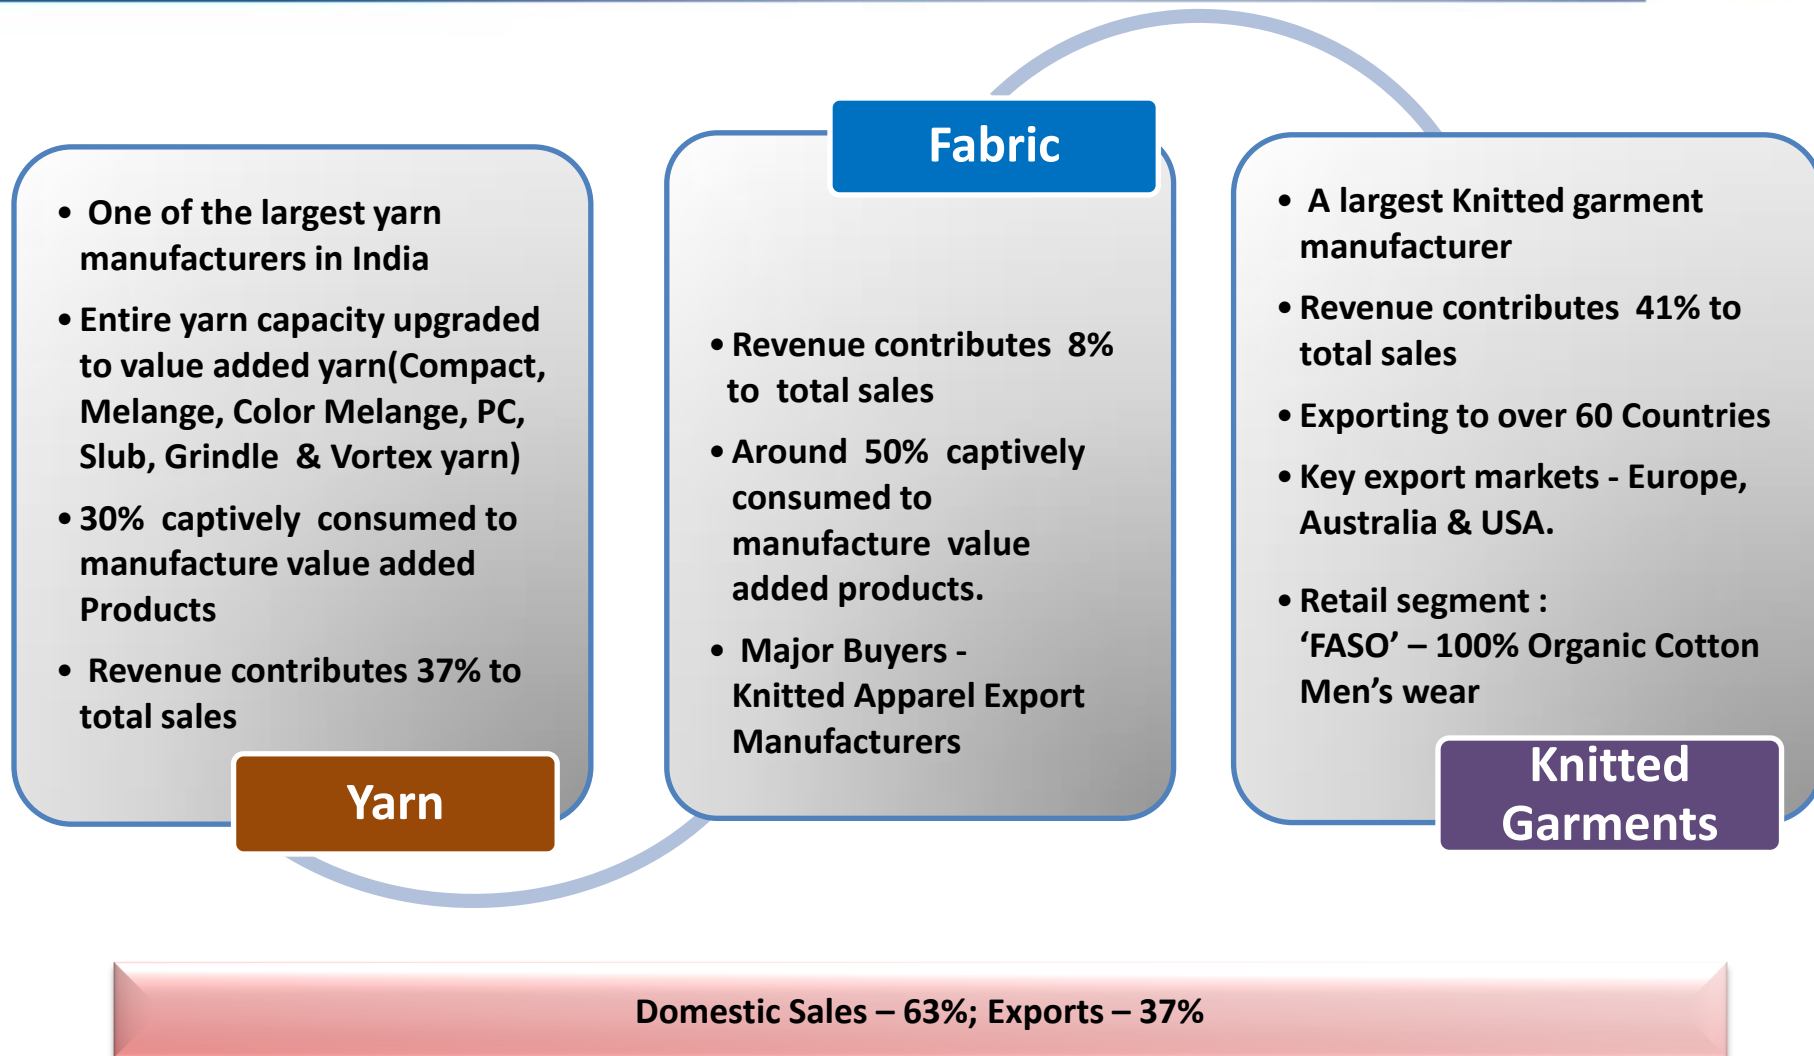 • One of the largest yarn
manufacturers in India
• Entire yarn capacity upgraded
to value added yarn(Compact,
Melange, Color Melange, PC,
Slub, Grindle & Vortex yarn)
• 30% captively consumed to
manufacture value added
Products
• Revenue contributes 37% to
total sales
Yarn
Fabric
• Revenue contributes 8%
to total sales
• Around 50% captively
consumed to
manufacture value
added products.
• Major Buyers -
Knitted Apparel Export
Manufacturers
• A largest Knitted garment
manufacturer
• Revenue contributes 41% to
total sales
• Exporting to over 60 Countries
• Key export markets - Europe,
Australia & USA.
• Retail segment :
‘FASO’ – 100% Organic Cotton
Men’s wear
Knitted
Garments
Domestic Sales – 63%; Exports – 37%